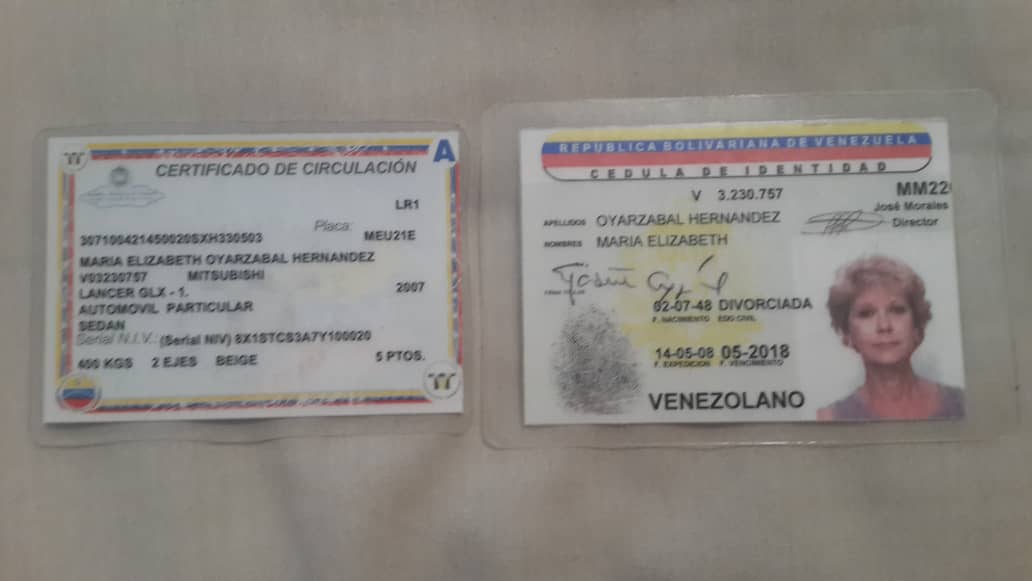 CERTIFICADO DE CIRCULACIÓN
A
LR1
Placa:
307100421450020SXH330503
MEU21E
MARIA ELIZABETH OYARZABAL HERNANDEZ
V03230757 MITSUBISHI
LANCER GLX - 1.
2007
AUTOMOVIL PARTICULAR
SEDAN
Serial N.I.V.: (Serial NIV) 8X1STCS3A7Y100020
400 KGS 2 EJES BEIGE 5 PTOS.
REPUBLICA BOLIVARIANA DE VENEZUELA
CEDULA DE IDENTIDAD
V 3.230.757
MM22
José Morales
Director
APELLIDOS OYARZABAL HERNANDEZ
NOMBRES MARIA ELIZABETH
02-07-48 DIVORCIADA
F. NACIMIENTO EDO CIVIL
14-05-08 05-2018
F. EXPEDICION F. VENCIMIENTO
VENEZOLANO